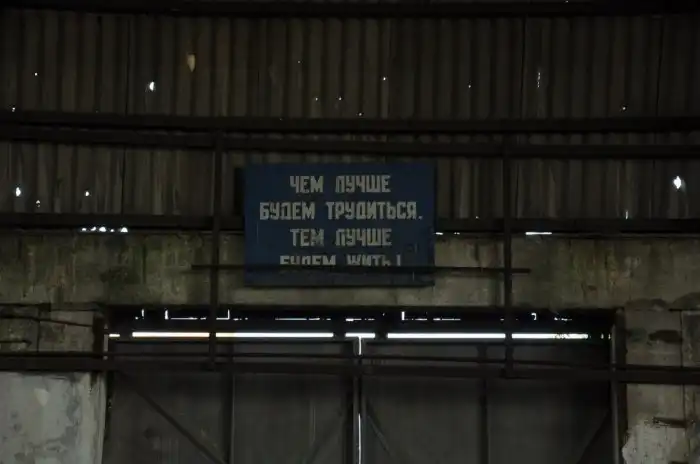 ЧЕМ ЛУЧШЕ
БУДЕМ ТРУДИТЬСЯ,
ТЕМ ЛУЧШЕ
БУДЕМ ЖИТЬ!